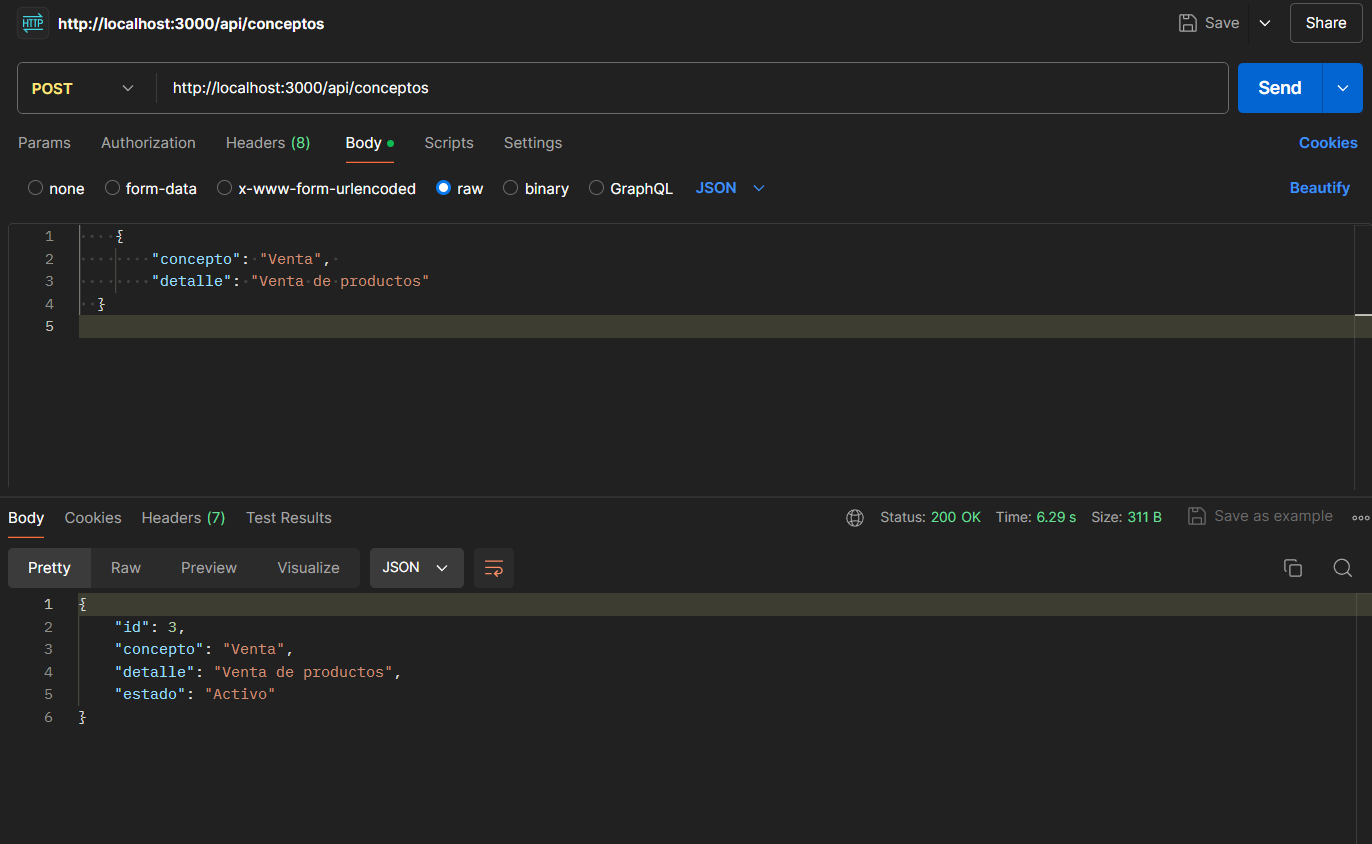 HTTP http://localhost:3000/api/conceptos Save Share
POST http://localhost:3000/api/conceptos Send
Params Authorization Headers (8) Body Scripts Settings Cookies
none form-data x-www-form-urlencoded raw binary GraphQL JSON Beautify
1 {
2 "concepto": "Venta",
3 "detalle": "Venta de productos"
4 }
5
Body Cookies Headers (7) Test Results Status: 200 OK Time: 6.29 s Size: 311 B Save as example
Pretty Raw Preview Visualize JSON
1 {
2 "id": 3,
3 "concepto": "Venta",
4 "detalle": "Venta de productos",
5 "estado": "Activo"
6 }